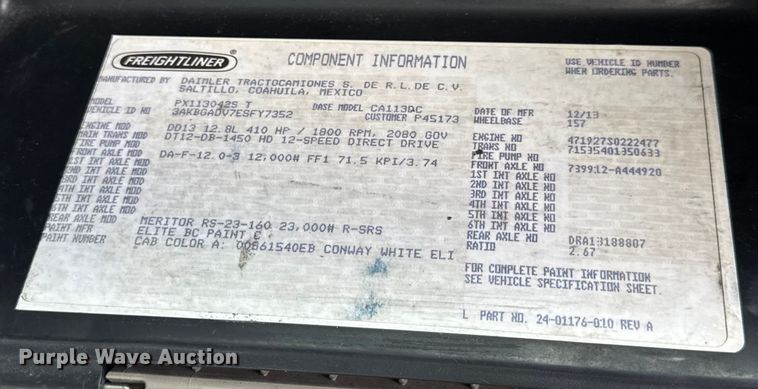 FREIGHTLINER
COMPONENT INFORMATION
USE VEHICLE ID NUMBER
WHEN ORDERING PARTS.
MANUFACTURED BY DAIMLER TRACTOCAMIONES S. DE R.L. DE C.V.
SALTILLO, COAHUILA, MEXICO
MODEL PX113042S T BASE MODEL CA113DC DATE OF MFR 12/13
VEHICLE ID NO 3AKBGADV7ESFY7352 CUSTOMER P45173 WHEELBASE 157
ENGINE MOD DD13 12.8L 410 HP / 1800 RPM, 2080 GOV ENGINE NO 471927S0222477
MAIN TRANS MOD DT12-DB-1450 HD 12-SPEED DIRECT DRIVE TRANS NO 71535401350633
FIRE PUMP MOD FIRE PUMP NO
FRONT AXLE MOD DA-F-12.0-3 12,000# FF1 71.5 KPI/3.74 FRONT AXLE NO 739912-A444920
1ST INT AXLE MOD 1ST INT AXLE NO
2ND INT AXLE MOD 2ND INT AXLE NO
3RD INT AXLE MOD 3RD INT AXLE NO
4TH INT AXLE MOD 4TH INT AXLE NO
5TH INT AXLE MOD 5TH INT AXLE NO
6TH INT AXLE MOD 6TH INT AXLE NO
REAR AXLE MOD MERITOR RS-23-160 23,000# R-SRS REAR AXLE NO DRA13188807
PAINT MFR ELITE BC PAINT RATIO 2.67
PAINT NUMBER CAB COLOR A: 00861540EB CONWAY WHITE ELI
FOR COMPLETE PAINT INFORMATION
SEE VEHICLE SPECIFICATION SHEET.
L PART NO. 24-01176-010 REV A
Purple Wave Auction